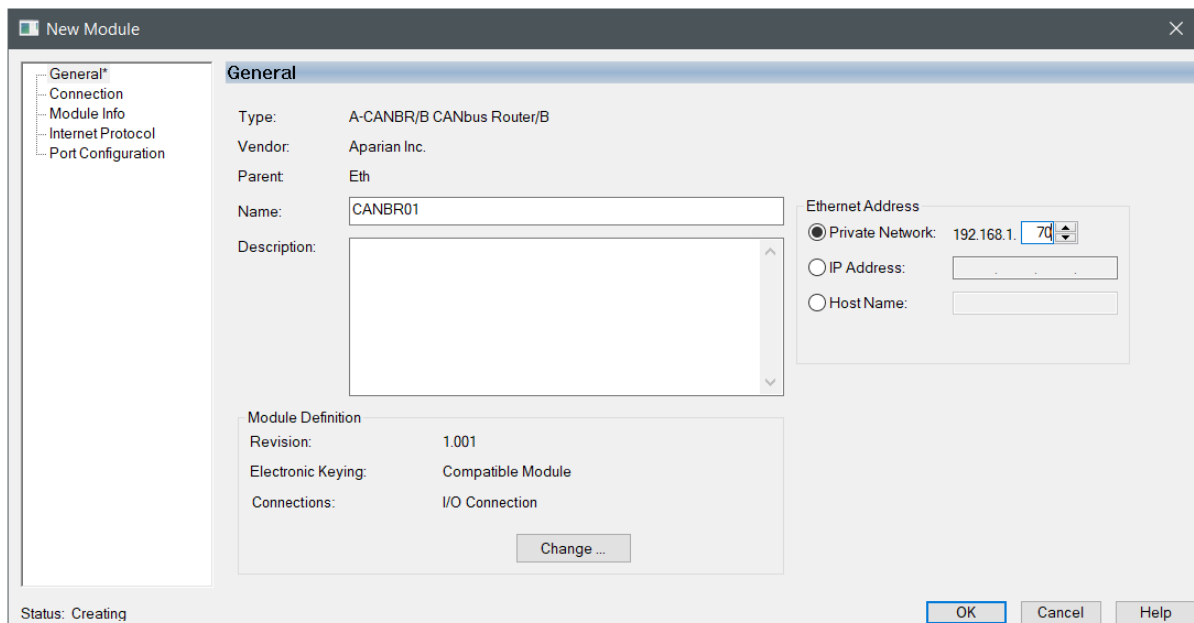 New Module
General*
Connection
Module Info
Internet Protocol
Port Configuration
General
Type: A-CANBR/B CANbus Router/B
Vendor: Aparian Inc.
Parent: Eth
Name: CANBR01
Description:
Ethernet Address
Private Network: 192.168.1. 70
IP Address: . . .
Host Name:
Module Definition
Revision: 1.001
Electronic Keying: Compatible Module
Connections: I/O Connection
Change ...
Status: Creating
OK Cancel Help